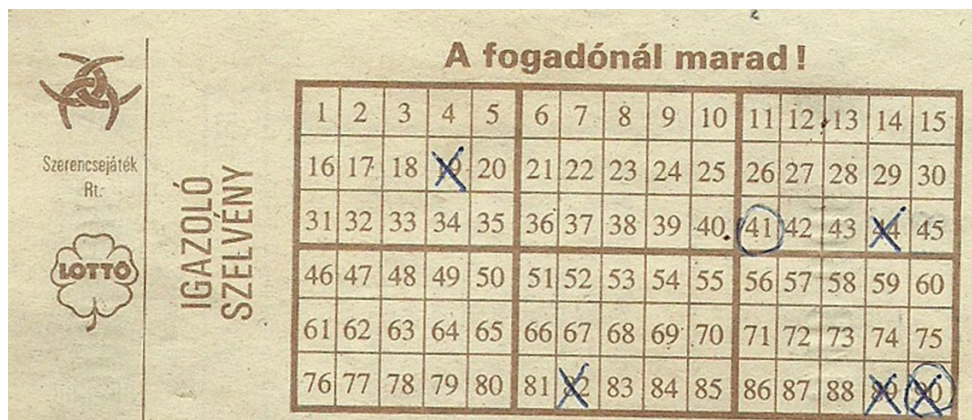 A fogadónál marad!
Szerencsejáték
Rt.
LOTTÓ
IGAZOLÓ
SZELVÉNY
1 2 3 4 5 6 7 8 9 10 11 12 13 14 15
16 17 18 19 20 21 22 23 24 25 26 27 28 29 30
31 32 33 34 35 36 37 38 39 40 41 42 43 44 45
46 47 48 49 50 51 52 53 54 55 56 57 58 59 60
61 62 63 64 65 66 67 68 69 70 71 72 73 74 75
76 77 78 79 80 81 82 83 84 85 86 87 88 89 90